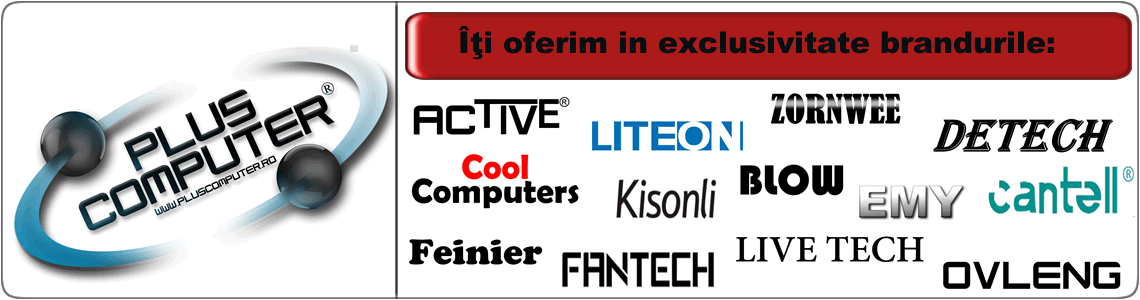 PLUS
COMPUTER®
WWW.PLUSCOMPUTER.RO
Îţi oferim in exclusivitate brandurile:
ACTIVE®
LITEON
ZORNWEE
DETECH
Cool
Computers
Kisonli
BLOW
EMY
cantell®
Feinier
FANTECH
LIVE TECH
OVLENG